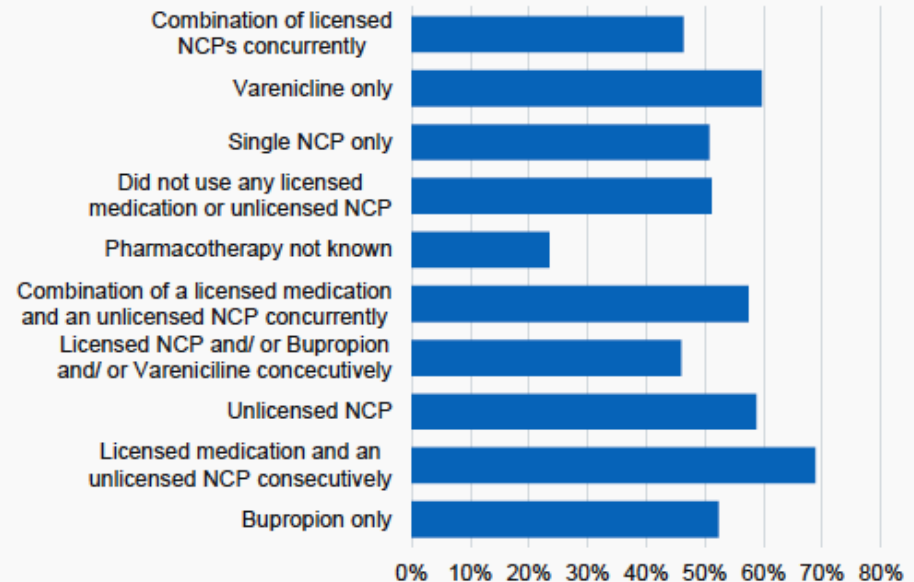 Combination of licensed
NCPs concurrently
Varenicline only
Single NCP only
Did not use any licensed
medication or unlicensed NCP
Pharmacotherapy not known
Combination of a licensed medication
and an unlicensed NCP concurrently
Licensed NCP and/ or Bupropion
and/ or Vareniciline concecutively
Unlicensed NCP
Licensed medication and an
unlicensed NCP consecutively
Bupropion only
0% 10% 20% 30% 40% 50% 60% 70% 80%